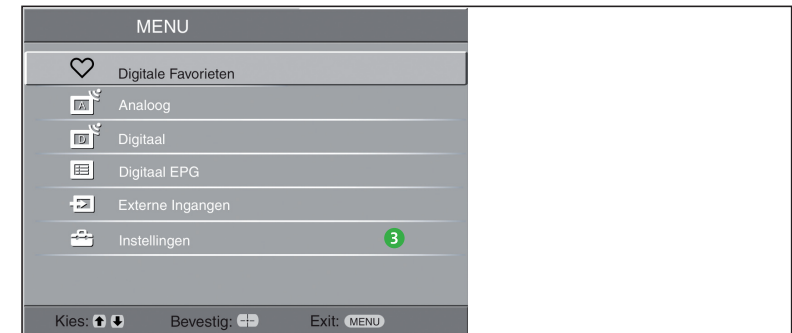 MENU
Digitale Favorieten
A Analoog
D Digitaal
Digitaal EPG
Externe Ingangen
Instellingen 3
Kies: Bevestig: Exit: MENU